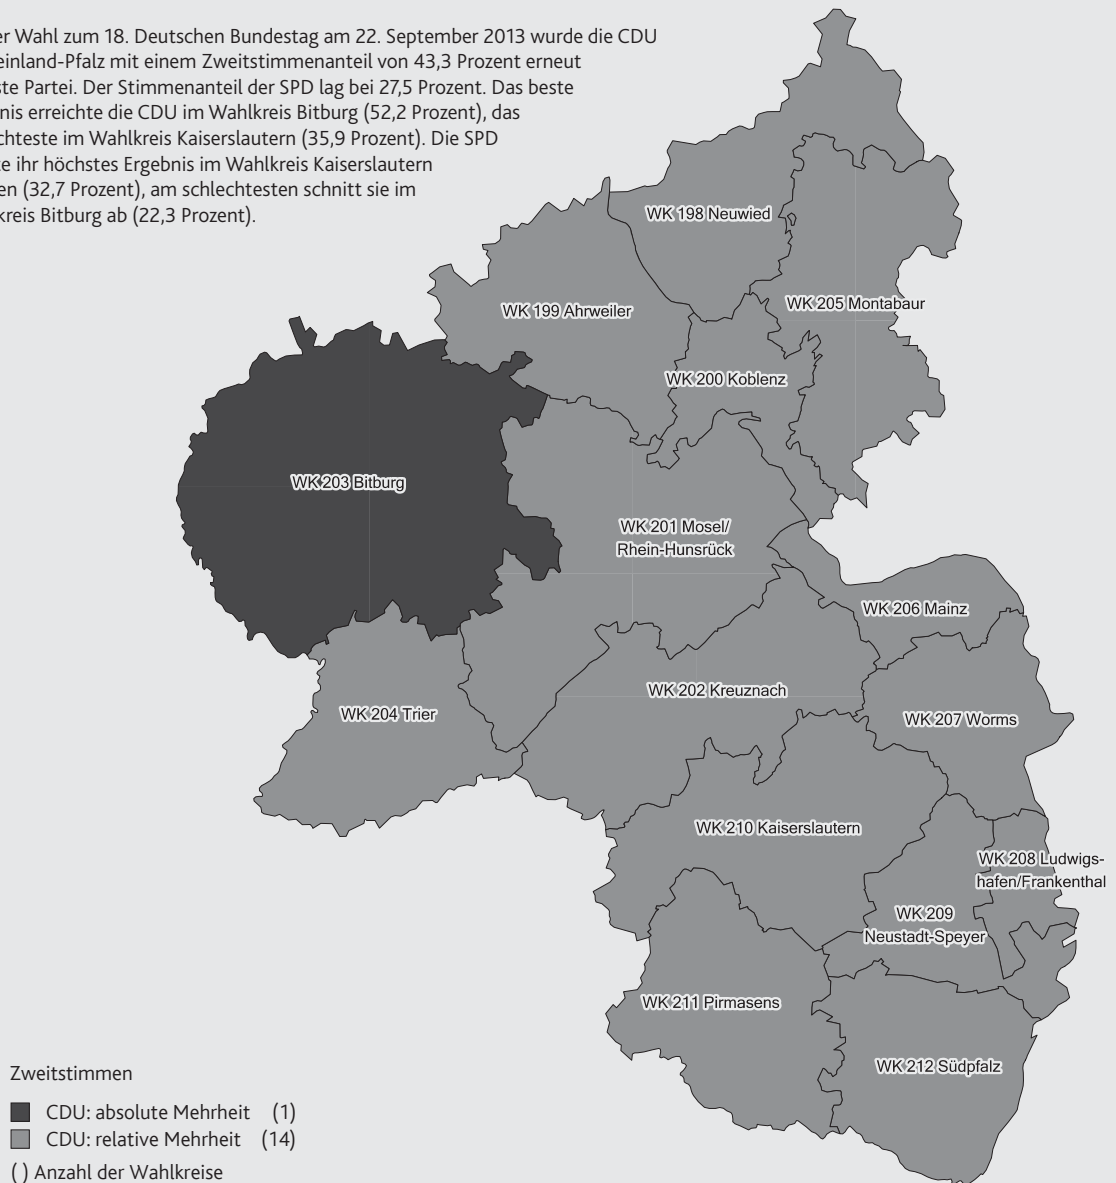 er Wahl zum 18. Deutschen Bundestag am 22. September 2013 wurde die CDU
einland-Pfalz mit einem Zweitstimmenanteil von 43,3 Prozent erneut
ste Partei. Der Stimmenanteil der SPD lag bei 27,5 Prozent. Das beste
nis erreichte die CDU im Wahlkreis Bitburg (52,2 Prozent), das
chteste im Wahlkreis Kaiserslautern (35,9 Prozent). Die SPD
te ihr höchstes Ergebnis im Wahlkreis Kaiserslautern
en (32,7 Prozent), am schlechtesten schnitt sie im
kreis Bitburg ab (22,3 Prozent).
WK 198 Neuwied
WK 205 Montabaur
WK 199 Ahrweiler
WK 200 Koblenz
WK 203 Bitburg
WK 201 Mosel/
Rhein-Hunsrück
WK 206 Mainz
WK 202 Kreuznach
WK 204 Trier
WK 207 Worms
WK 210 Kaiserslautern
WK 208 Ludwigs-
hafen/Frankenthal
WK 209
Neustadt-Speyer
WK 211 Pirmasens
WK 212 Südpfalz
Zweitstimmen
CDU: absolute Mehrheit (1)
CDU: relative Mehrheit (14)
( ) Anzahl der Wahlkreise